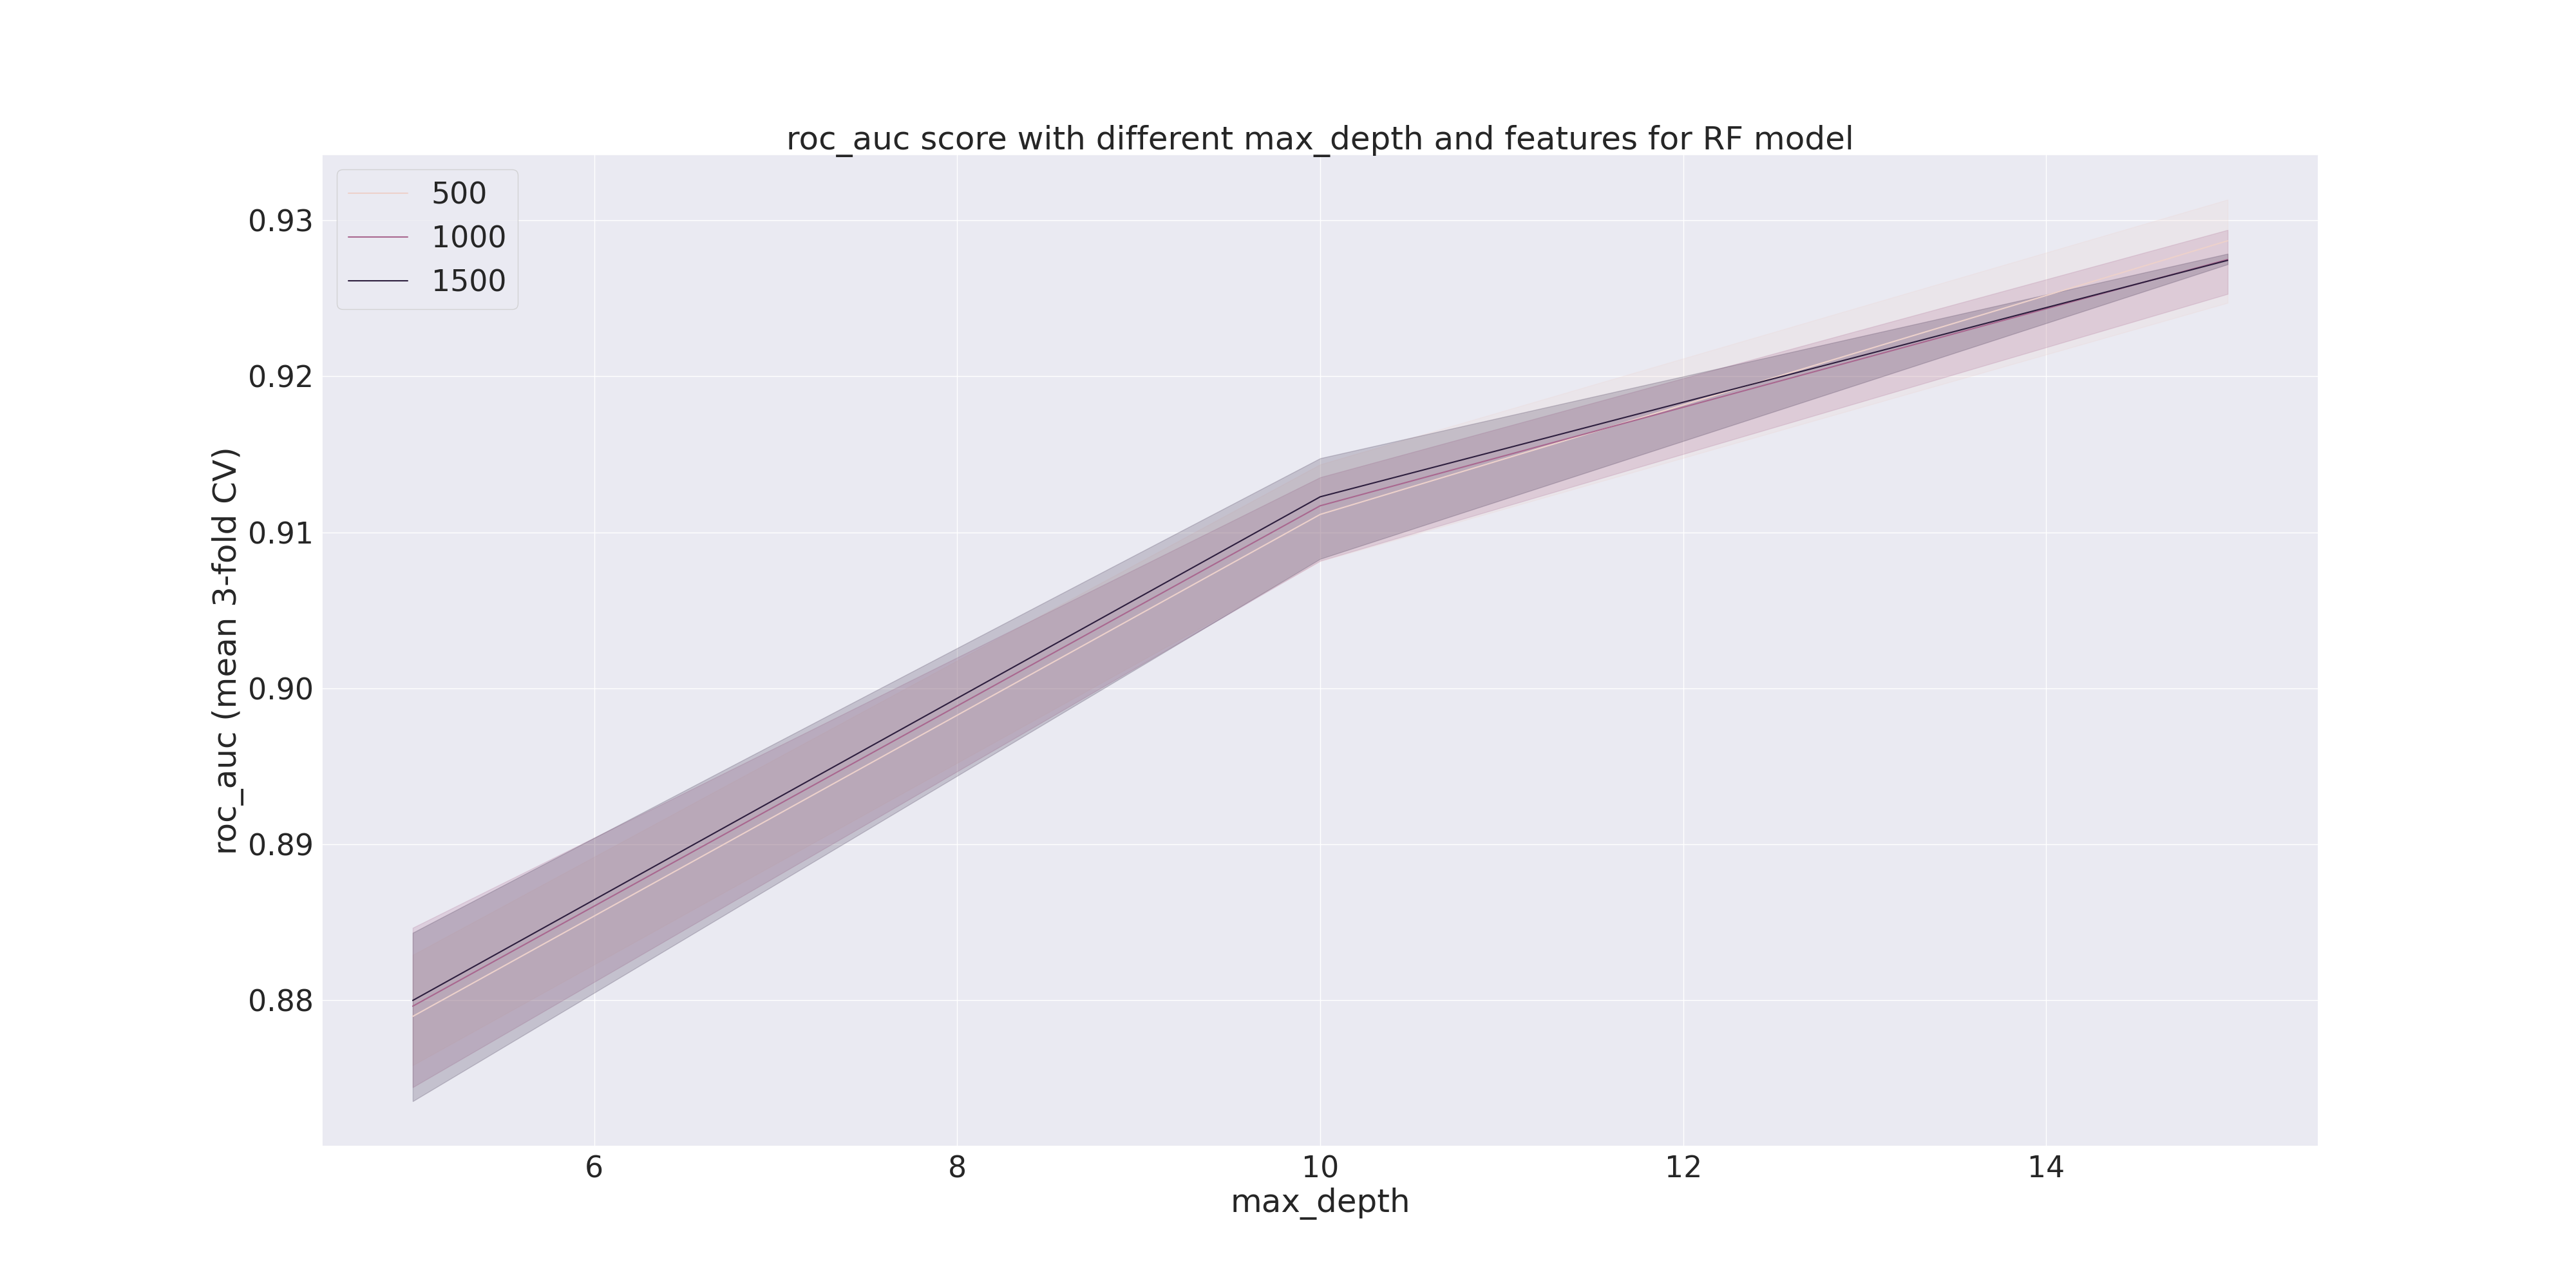 roc_auc score with different max_depth and features for RF model
500
1000
1500
0.93
0.92
0.91
0.90
0.89
0.88
roc_auc (mean 3-fold CV)
6 8 10 12 14
max_depth